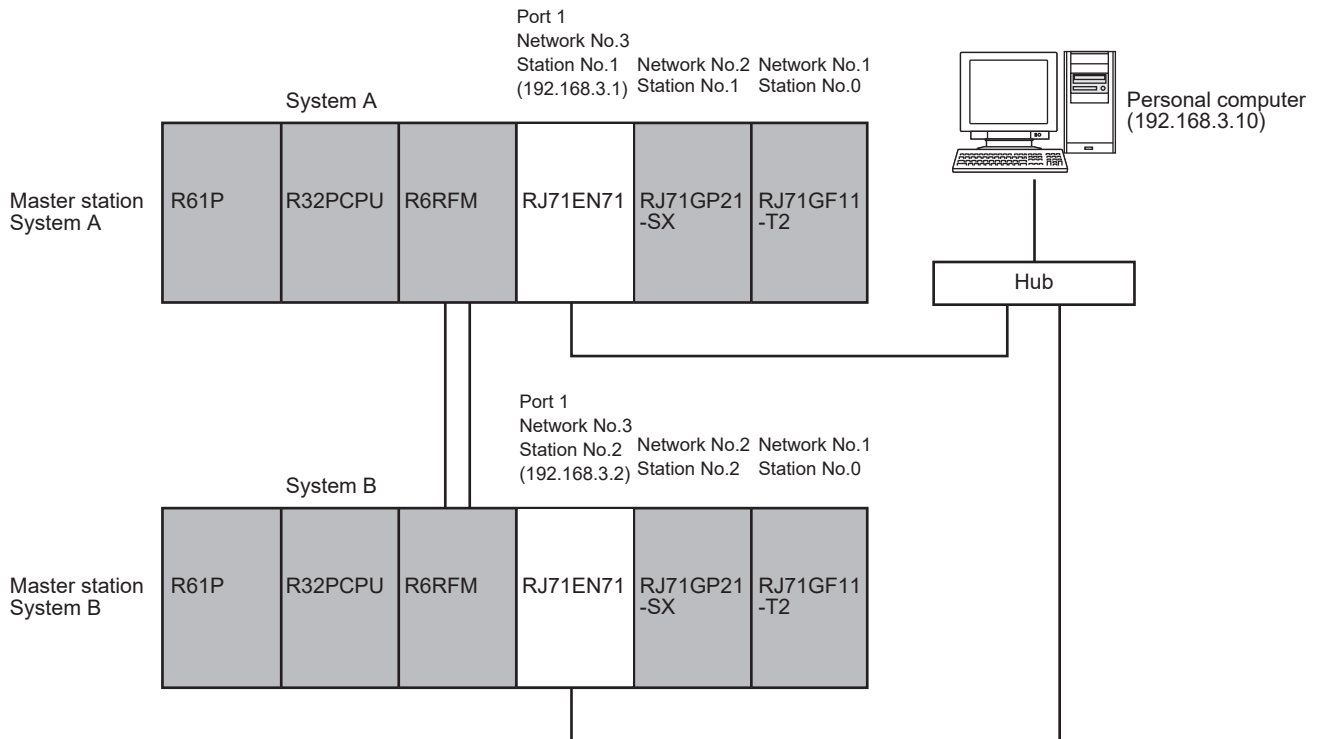 Port 1
Network No.3
Station No.1
(192.168.3.1)
Network No.2
Station No.1
Network No.1
Station No.0
System A
Personal computer
(192.168.3.10)
Master station
System A
R61P
R32PCPU
R6RFM
RJ71EN71
RJ71GP21
-SX
RJ71GF11
-T2
Hub
Port 1
Network No.3
Station No.2
(192.168.3.2)
Network No.2
Station No.2
Network No.1
Station No.0
System B
Master station
System B
R61P
R32PCPU
R6RFM
RJ71EN71
RJ71GP21
-SX
RJ71GF11
-T2